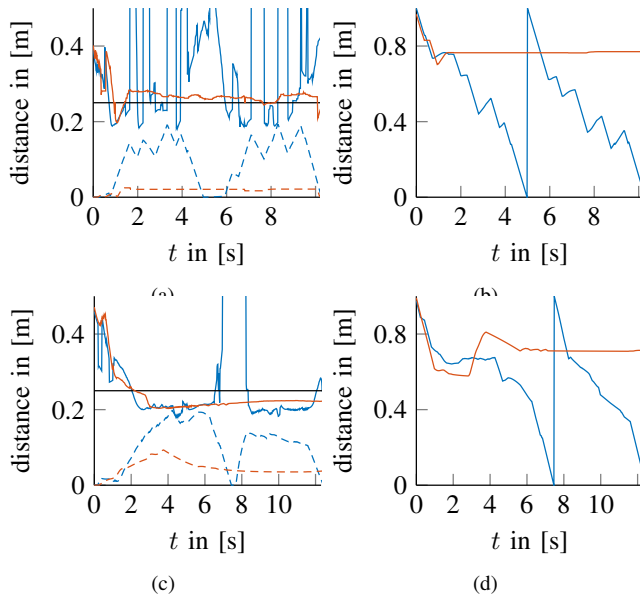 0.4
0.2
0
0 2 4 6 8
distance in [m]
t in [s]
(a)
0.8
0.4
0
0 2 4 6 8
distance in [m]
t in [s]
(b)
0.4
0.2
0
0 2 4 6 8 10
distance in [m]
t in [s]
(c)
0.8
0.4
0
0 2 4 6 8 10
distance in [m]
t in [s]
(d)